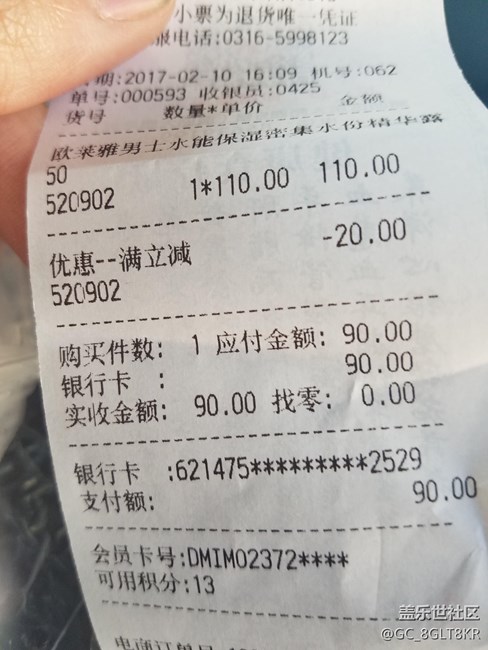 小票为退货唯一凭证
服电话:0316-5998123
期:2017-02-10 16:09 机号:062
单号:000593 收银员:0425
货号 数量*单价 金额
欧莱雅男士水能保湿密集水份精华露
50
520902 1*110.00 110.00
优惠--满立减 -20.00
520902
购买件数: 1 应付金额: 90.00
银行卡 : 90.00
实收金额: 90.00 找零: 0.00
银行卡 :621475*********2529
支付额: 90.00
会员卡号:DMIM02372****
可用积分:13
电商订单号
盖乐世社区
@GC_8GLT8KR